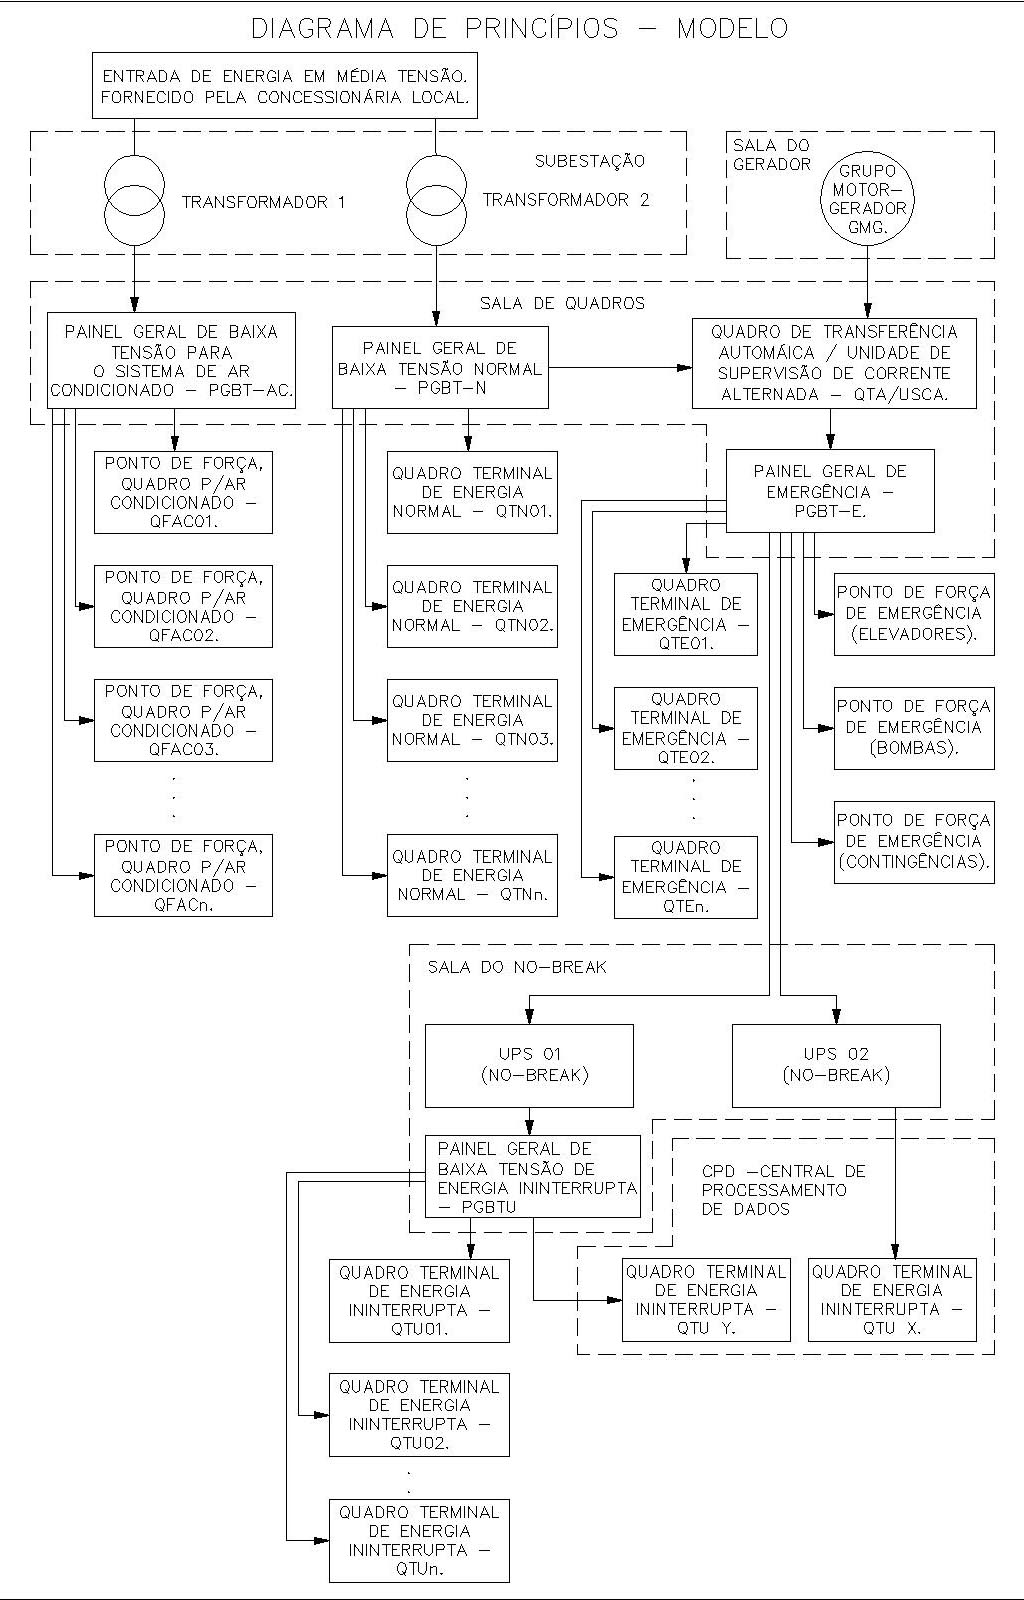 DIAGRAMA DE PRINCÍPIOS – MODELO
ENTRADA DE ENERGIA EM MÉDIA TENSÃO.
FORNECIDO PELA CONCESSIONÁRIA LOCAL.
SUBESTAÇÃO
TRANSFORMADOR 1
TRANSFORMADOR 2
SALA DO
GERADOR
GRUPO
MOTOR–
GERADOR
GMG.
SALA DE QUADROS
PAINEL GERAL DE BAIXA
TENSÃO PARA
O SISTEMA DE AR
CONDICIONADO – PGBT–AC.
PAINEL GERAL DE
BAIXA TENSÃO NORMAL
– PGBT–N
QUADRO DE TRANSFERÊNCIA
AUTOMÁICA / UNIDADE DE
SUPERVISÃO DE CORRENTE
ALTERNADA – QTA/USCA.
PONTO DE FORÇA,
QUADRO P/AR
CONDICIONADO –
QFAC01.
QUADRO TERMINAL
DE ENERGIA
NORMAL – QTN01.
PAINEL GERAL DE
EMERGÊNCIA –
PGBT–E.
PONTO DE FORÇA,
QUADRO P/AR
CONDICIONADO –
QFAC02.
QUADRO TERMINAL
DE ENERGIA
NORMAL – QTN02.
QUADRO
TERMINAL DE
EMERGÊNCIA –
QTE01.
PONTO DE FORÇA
DE EMERGÊNCIA
(ELEVADORES).
PONTO DE FORÇA,
QUADRO P/AR
CONDICIONADO –
QFAC03.
QUADRO TERMINAL
DE ENERGIA
NORMAL – QTN03.
QUADRO
TERMINAL DE
EMERGÊNCIA –
QTE02.
PONTO DE FORÇA
DE EMERGÊNCIA
(BOMBAS).
PONTO DE FORÇA,
QUADRO P/AR
CONDICIONADO –
QFACn.
QUADRO TERMINAL
DE ENERGIA
NORMAL – QTNn.
QUADRO
TERMINAL DE
EMERGÊNCIA –
QTEn.
PONTO DE FORÇA
DE EMERGÊNCIA
(CONTINGÊNCIAS).
SALA DO NO–BREAK
UPS 01
(NO–BREAK)
UPS 02
(NO–BREAK)
PAINEL GERAL DE
BAIXA TENSÃO DE
ENERGIA ININTERRUPTA
– PGBTU
CPD –CENTRAL DE
PROCESSAMENTO
DE DADOS
QUADRO TERMINAL
DE ENERGIA
ININTERRUPTA –
QTU01.
QUADRO TERMINAL
DE ENERGIA
ININTERRUPTA –
QTU Y.
QUADRO TERMINAL
DE ENERGIA
ININTERRUPTA –
QTU X.
QUADRO TERMINAL
DE ENERGIA
ININTERRUPTA –
QTU02.
QUADRO TERMINAL
DE ENERGIA
ININTERRUPTA –
QTUn.